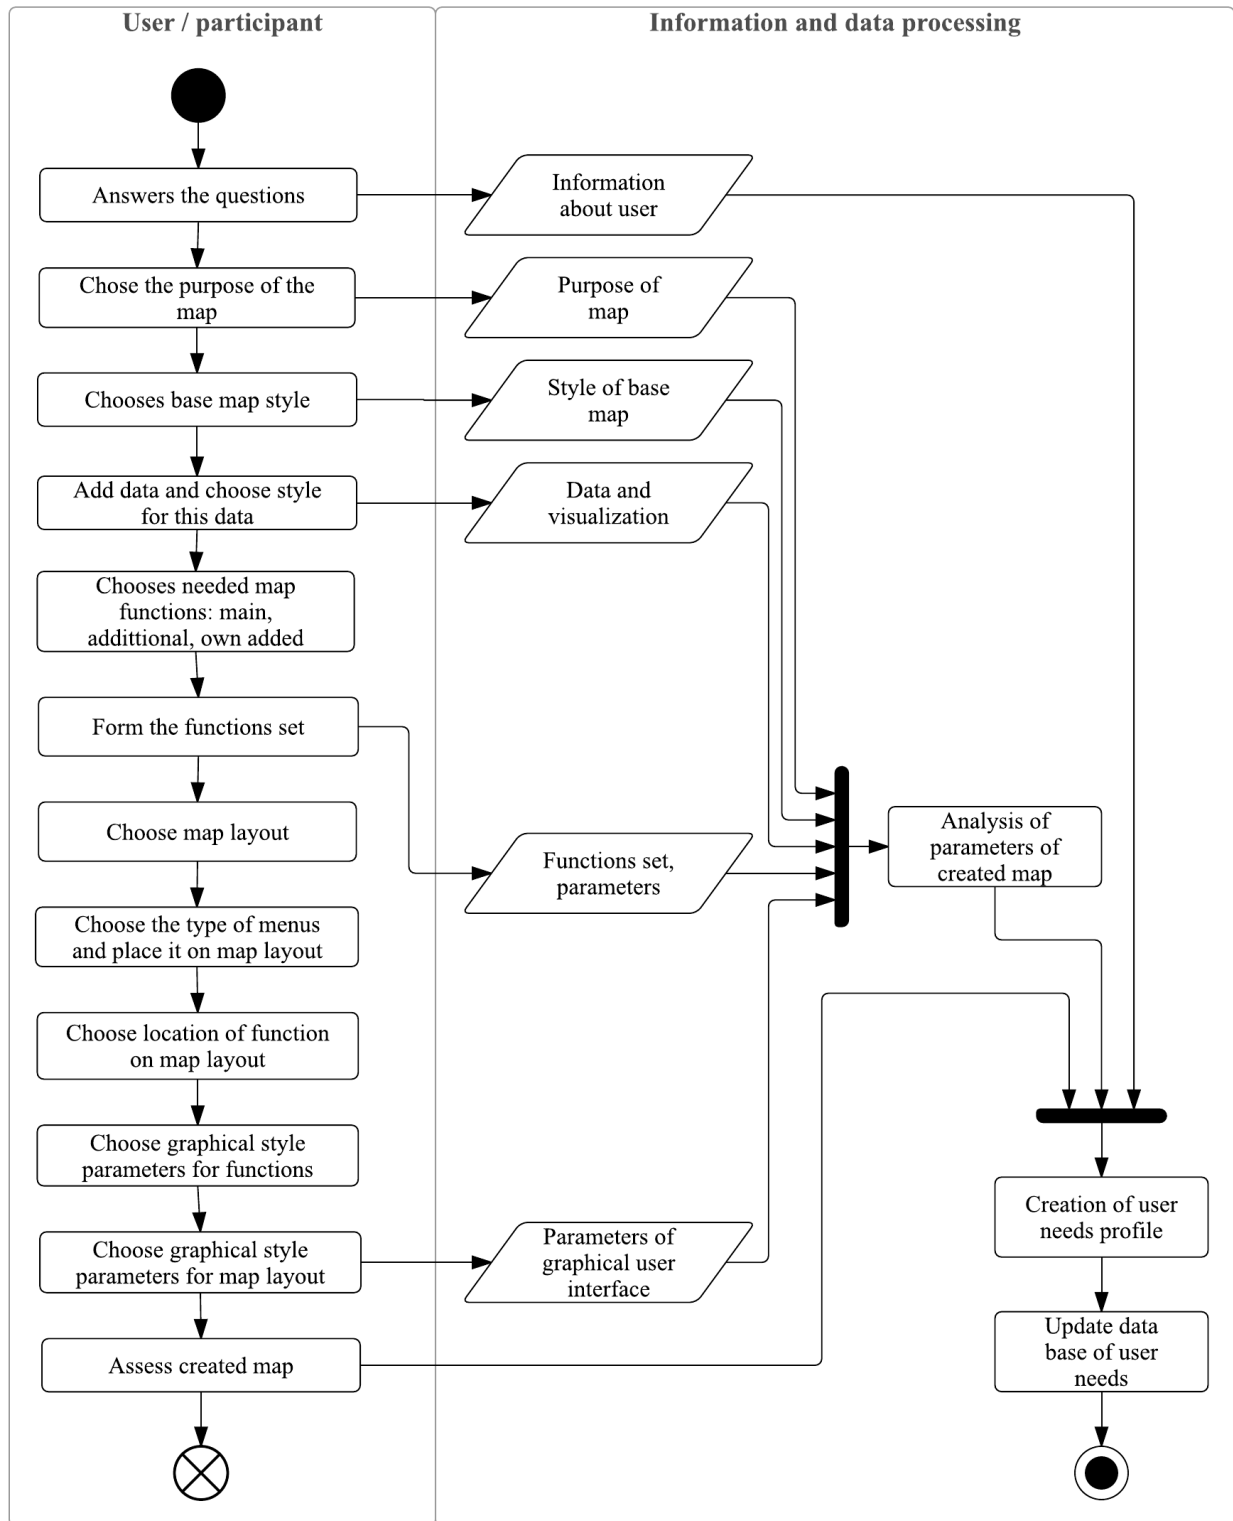 User / participant
Information and data processing
Answers the questions
Information
about user
Chose the purpose of the
map
Purpose of
map
Chooses base map style
Style of base
map
Add data and choose style
for this data
Data and
visualization
Chooses needed map
functions: main,
addittional, own added
Form the functions set
Choose map layout
Functions set,
parameters
Analysis of
parameters of
created map
Choose the type of menus
and place it on map layout
Choose location of function
on map layout
Choose graphical style
parameters for functions
Creation of user
needs profile
Choose graphical style
parameters for map layout
Parameters of
graphical user
interface
Assess created map
Update data
base of user
needs